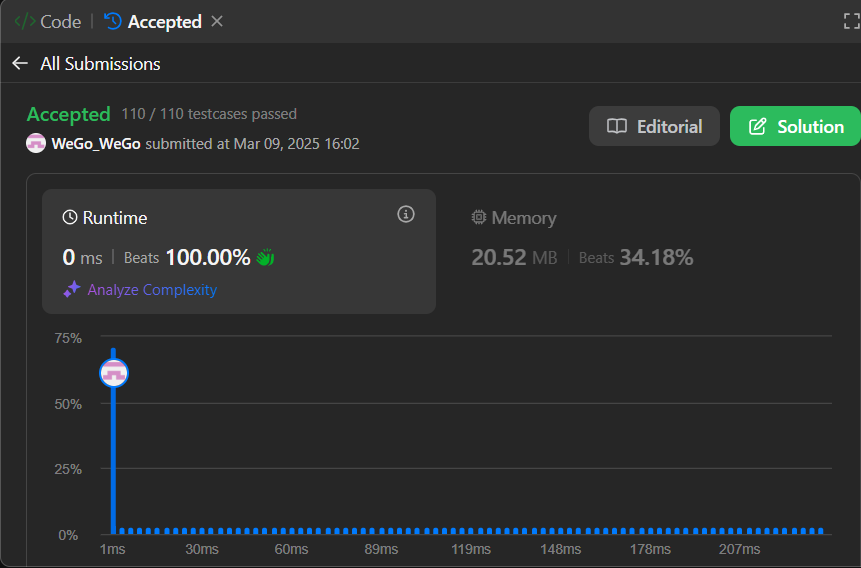 </> Code | Accepted ×
← All Submissions
Accepted 110 / 110 testcases passed
WeGo_WeGo submitted at Mar 09, 2025 16:02
Editorial
Solution
Runtime
0 ms | Beats 100.00%
Analyze Complexity
Memory
20.52 MB | Beats 34.18%
75%
50%
25%
0%
1ms 30ms 60ms 89ms 119ms 148ms 178ms 207ms